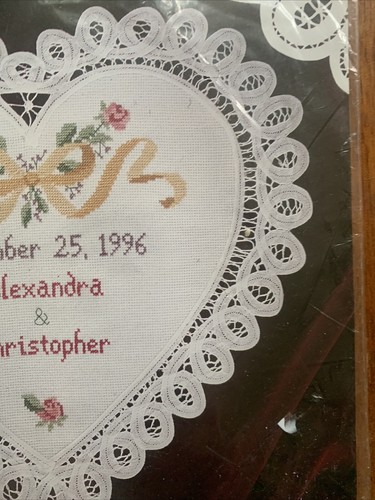 ber 25, 1996
lexandra
&
hristopher